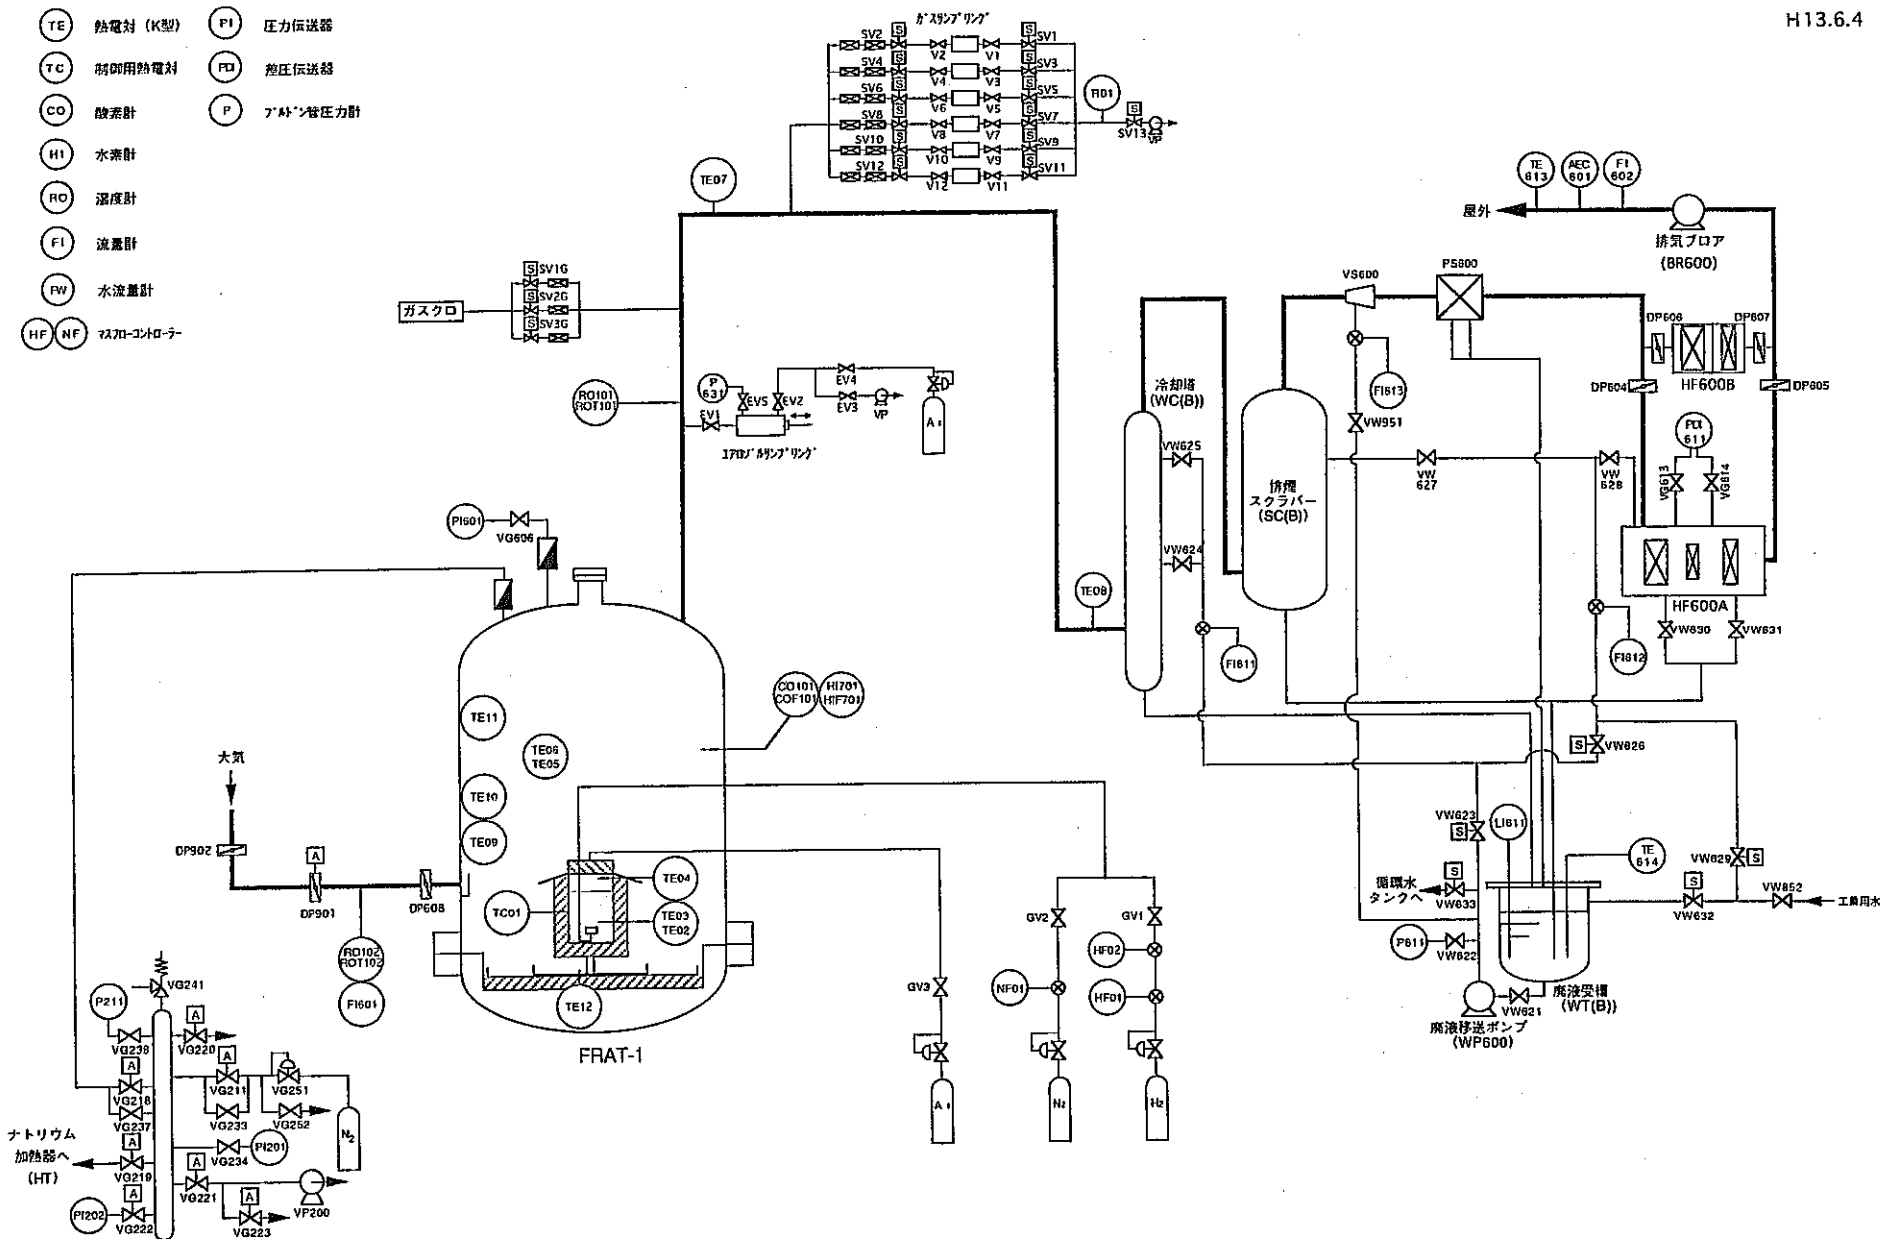 H13.6.4
TE 熱電対 (K型)
PI 圧力伝送器
TC 制御用熱電対
PDI 差圧伝送器
CO 酸素計
P ブルドン管圧力計
HI 水素計
RO 湿度計
FI 流量計
FW 水流量計
HF NF マスフローコントローラー
ガスサンプリング
S SV2 V2 V1 S SV1
S SV4 V4 V3 S SV3
S SV6 V6 V5 S SV5
S SV8 V8 V7 S SV7
S SV10 V10 V9 S SV9
S SV12 V12 V11 S SV11
S
SV13
VP
TE07
ガスクロ
S SV1G
S SV2G
S SV3G
RO101
ROT101
P
631
EV1
EV5
EV2
EV4
EV3
VP
エアロゾルサンプリング
PI601
VG606
TE
613
AEC
601
FI
602
屋外
排気ブロア
(BR600)
VS600
PS600
DP606
DP607
HF600B
DP604
DP605
FI613
VW951
冷却塔
(WC(B))
VW625
VW624
排煙
スクラバー
(SC(B))
VW
627
VW
628
PDI
611
VG613
VG614
HF600A
VW630
VW631
TE08
FI611
FI612
S VW626
TE11
TE06
TE05
TE10
TE09
CO101
COF101
HI701
HIF701
TE04
TE03
TE02
TC01
TE12
FRAT-1
大気
DP902
A
DP901
DP608
RO102
ROT102
FI601
GV3
GV2
GV1
HF02
NF01
HF01
N₂
H₂
VW623
S
LI611
TE
614
VW629
S
循環水
タンクへ
S
VW633
S
VW632
VW852
工業用水
P611
VW622
VW621
廃液受槽
(WT(B))
廃液移送ポンプ
(WP600)
VG241
P211
VG238
A
VG220
A
VG218
A
VG211
VG251
VG237
VG233
VG252
N₂
ナトリウム
加熱器へ
(HT)
A
VG219
VG234
PI201
A
VG221
VP200
PI202
A
VG222
A
VG223